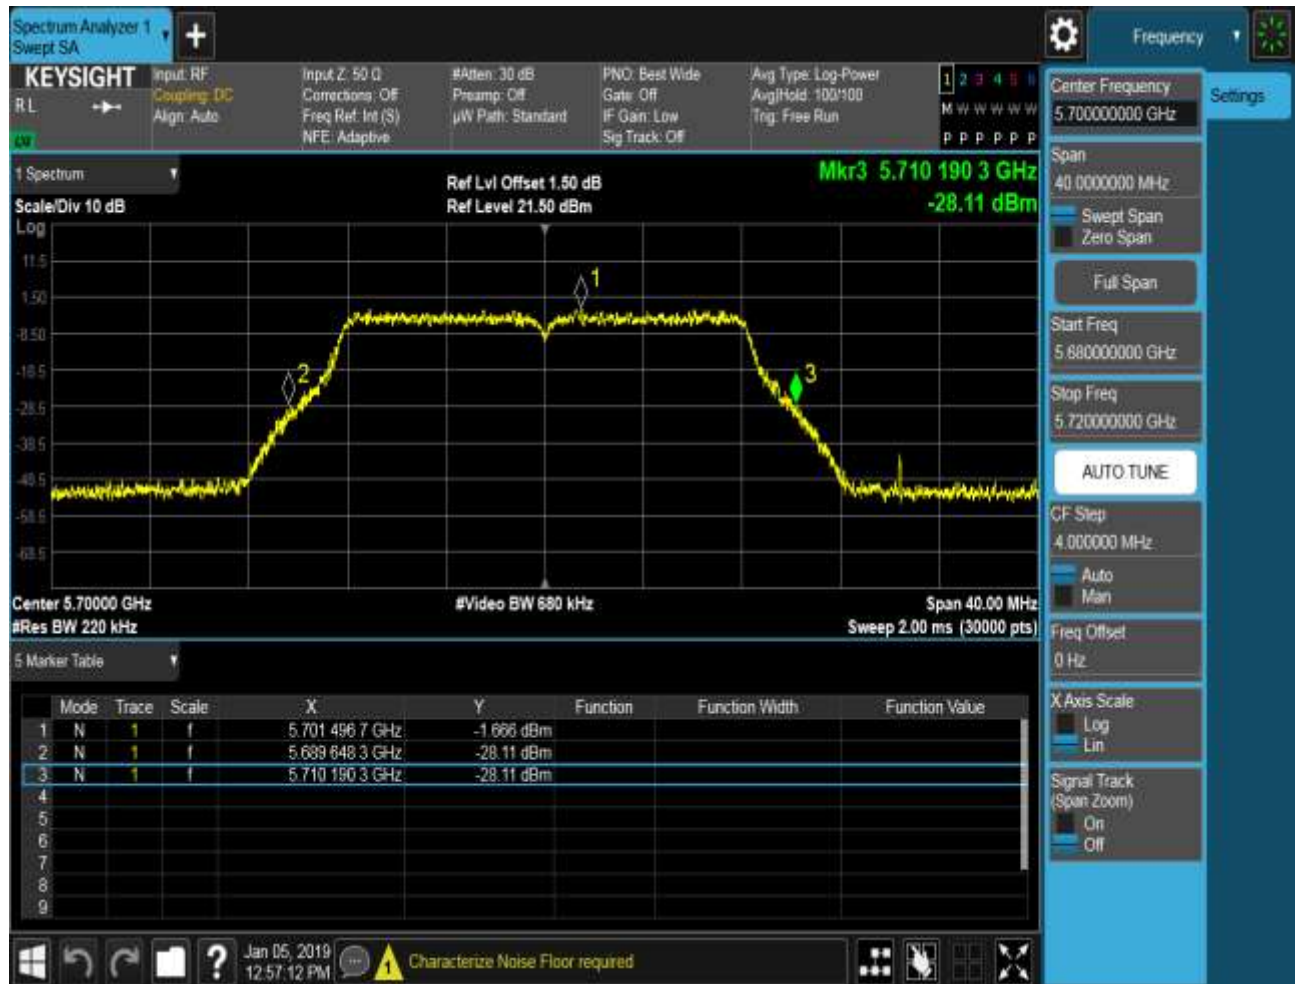 Spectrum Analyzer 1
Swept SA
+
Frequency
KEYSIGHT
R L
Input: RF
Coupling: DC
Align: Auto
Input Z: 50 Ω
Corrections: Off
Freq Ref: Int (S)
NFE: Adaptive
#Atten: 30 dB
Preamp: Off
µW Path: Standard
PNO: Best Wide
Gate: Off
IF Gain: Low
Sig Track: Off
Avg Type: Log-Power
Avg|Hold: 100/100
Trig: Free Run
1 2 3 4 5 6
M W W W W W
P P P P P P
Center Frequency
5.700000000 GHz
Settings
Span
40.0000000 MHz
Swept Span
Zero Span
Full Span
Start Freq
5.680000000 GHz
Stop Freq
5.720000000 GHz
AUTO TUNE
CF Step
4.000000 MHz
Auto
Man
Freq Offset
0 Hz
X Axis Scale
Log
Lin
Signal Track
(Span Zoom)
On
Off
1 Spectrum
Scale/Div 10 dB
Ref Lvl Offset 1.50 dB
Ref Level 21.50 dBm
Mkr3 5.710 190 3 GHz
-28.11 dBm
Log
11.5
1.50
-8.50
-18.5
-28.5
-38.5
-48.5
-58.5
-68.5
1
2
3
Center 5.70000 GHz
#Video BW 680 kHz
Span 40.00 MHz
#Res BW 220 kHz
Sweep 2.00 ms (30000 pts)
5 Marker Table
Mode Trace Scale X Y Function Function Width Function Value
1 N 1 f 5.701 496 7 GHz -1.666 dBm
2 N 1 f 5.689 648 3 GHz -28.11 dBm
3 N 1 f 5.710 190 3 GHz -28.11 dBm
4
5
6
7
8
9
?
Jan 05, 2019
12:57:12 PM
1
Characterize Noise Floor required